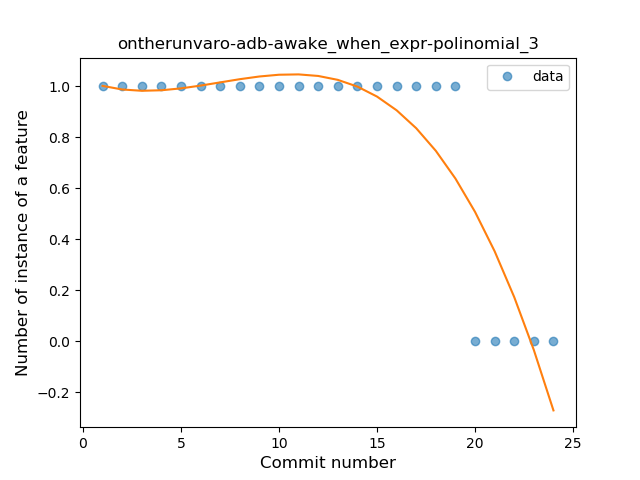 ontherunvaro-adb-awake_when_expr-polinomial_3
data
Number of instance of a feature
1.0
0.8
0.6
0.4
0.2
0.0
−0.2
0 5 10 15 20 25
Commit number